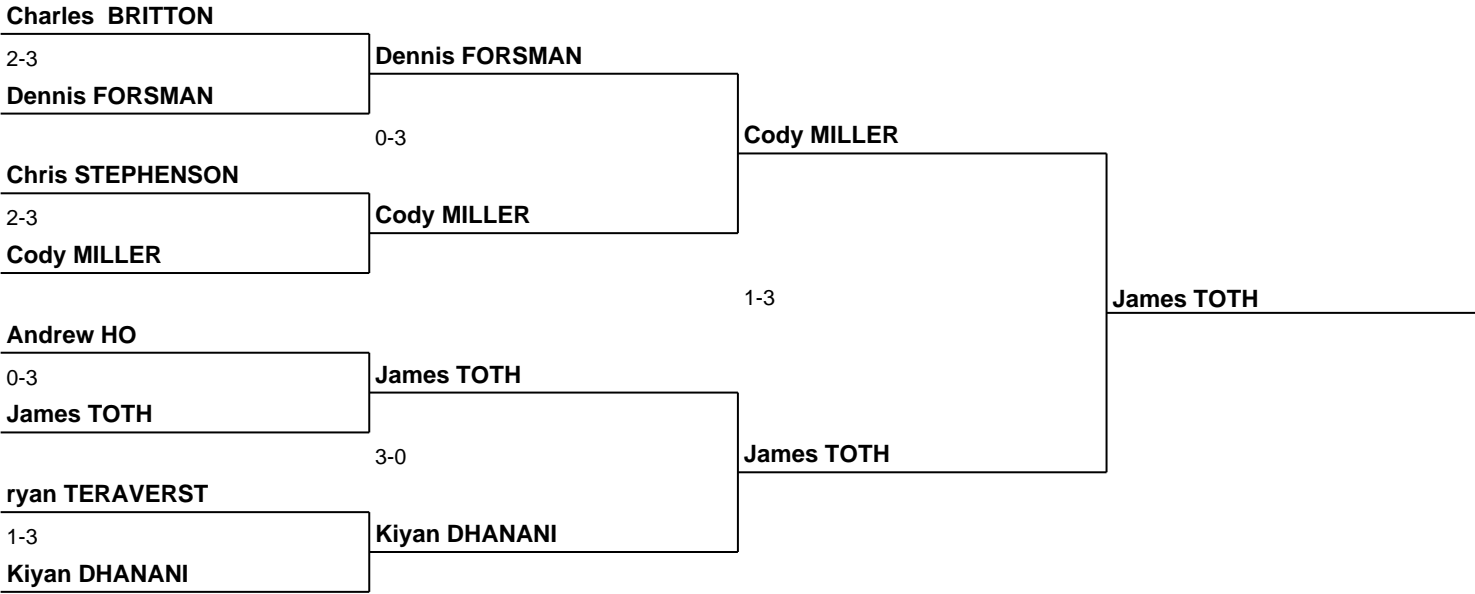 Charles  BRITTON
2-3
Dennis FORSMAN
Dennis FORSMAN
0-3
Cody MILLER
Chris STEPHENSON
2-3
Cody MILLER
Cody MILLER
1-3
James TOTH
Andrew HO
0-3
James TOTH
James TOTH
3-0
James TOTH
ryan TERAVERST
1-3
Kiyan DHANANI
Kiyan DHANANI